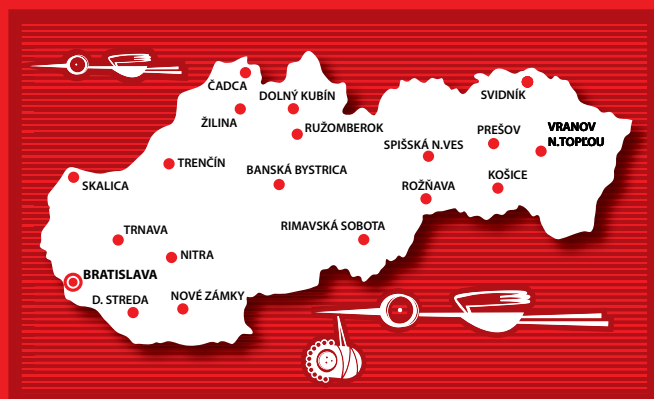 ČADCA
DOLNÝ KUBÍN
SVIDNÍK
ŽILINA
RUŽOMBEROK
PREŠOV
VRANOV
N.TOPĽOU
SPIŠSKÁ N.VES
TRENČÍN
BANSKÁ BYSTRICA
KOŠICE
SKALICA
ROŽŇAVA
TRNAVA
RIMAVSKÁ SOBOTA
NITRA
BRATISLAVA
D. STREDA
NOVÉ ZÁMKY